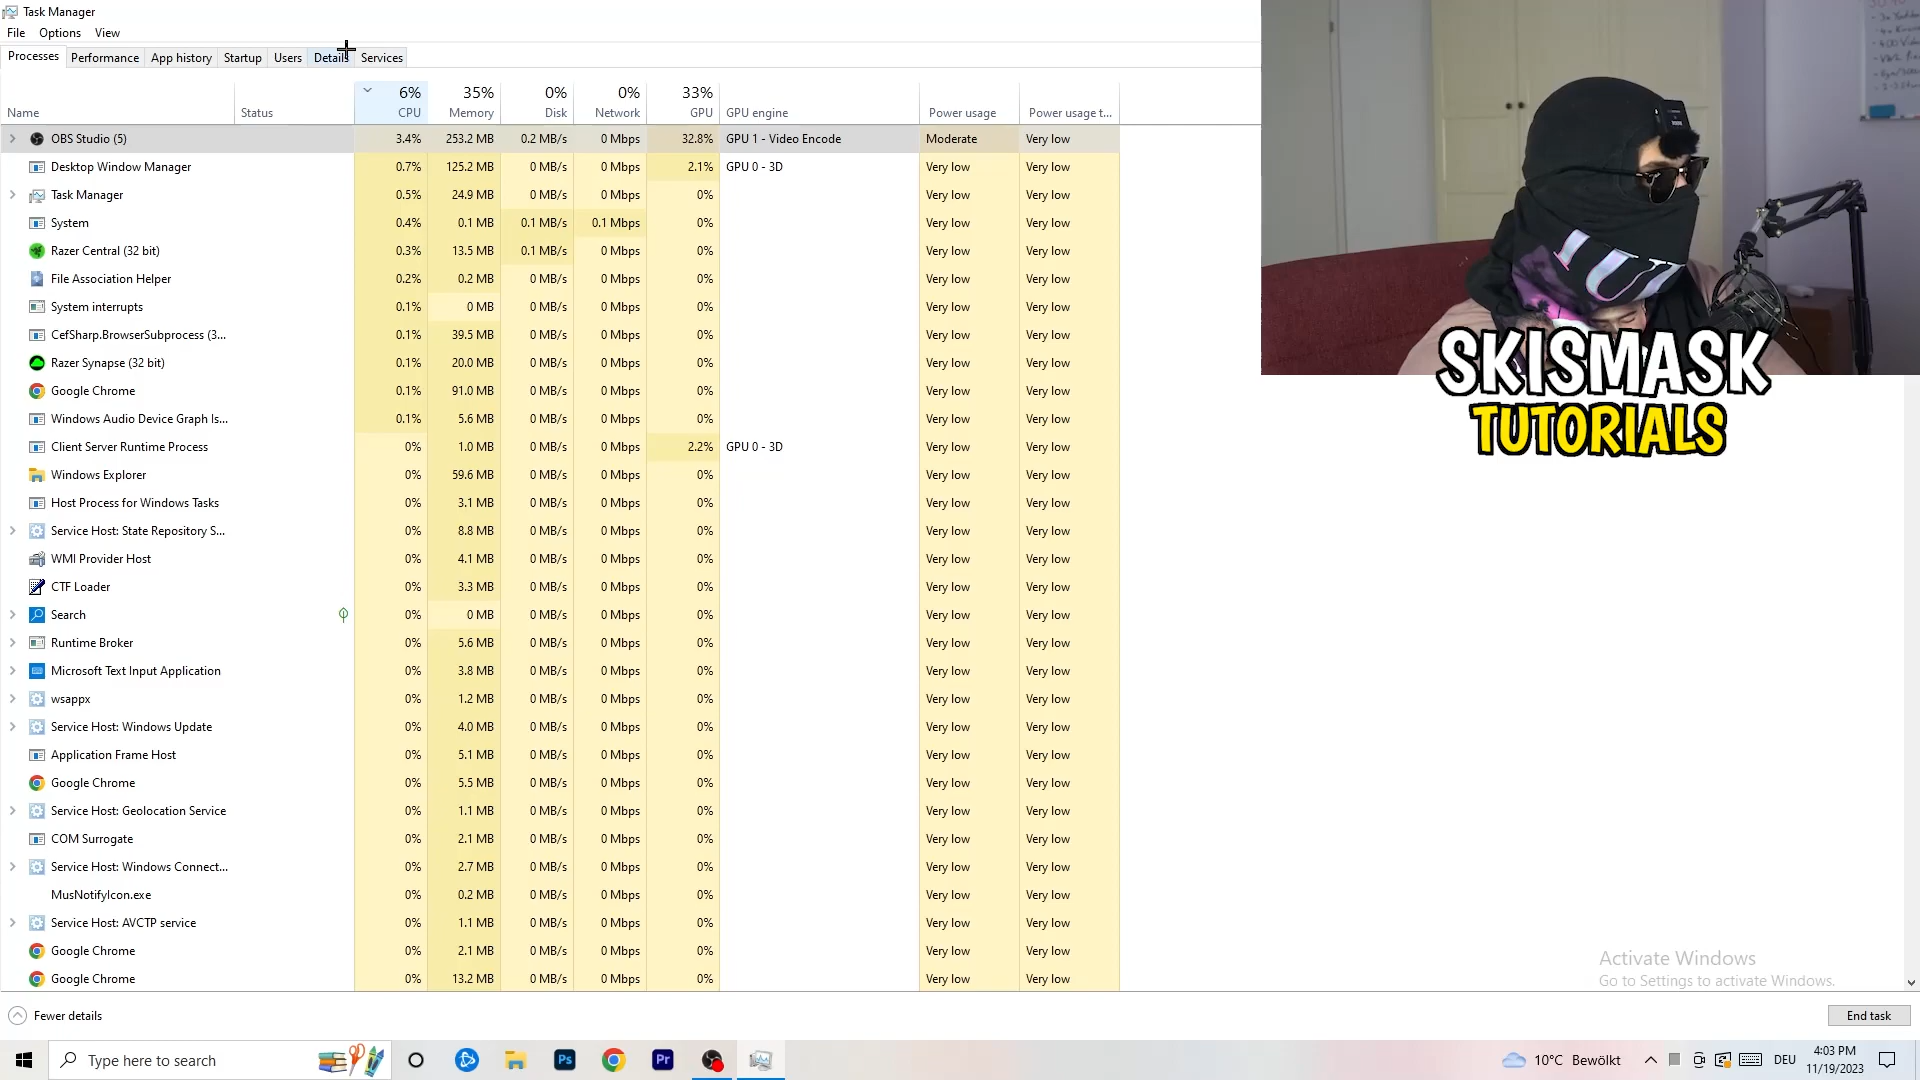 Task Manager
File Options View
Processes Performance App history Startup Users Details Services
6% 35% 0% 0% 33%
Name Status CPU Memory Disk Network GPU GPU engine Power usage Power usage t...
OBS Studio (5) 3.4% 253.2 MB 0.2 MB/s 0 Mbps 32.8% GPU 1 - Video Encode Moderate Very low
Desktop Window Manager 0.7% 125.2 MB 0 MB/s 0 Mbps 2.1% GPU 0 - 3D Very low Very low
Task Manager 0.5% 24.9 MB 0 MB/s 0 Mbps 0% Very low Very low
System 0.4% 0.1 MB 0.1 MB/s 0.1 Mbps 0% Very low Very low
Razer Central (32 bit) 0.3% 13.5 MB 0.1 MB/s 0 Mbps 0% Very low Very low
File Association Helper 0.2% 0.2 MB 0 MB/s 0 Mbps 0% Very low Very low
System interrupts 0.1% 0 MB 0 MB/s 0 Mbps 0% Very low Very low
CefSharp.BrowserSubprocess (3... 0.1% 39.5 MB 0 MB/s 0 Mbps 0% Very low Very low
Razer Synapse (32 bit) 0.1% 20.0 MB 0 MB/s 0 Mbps 0% Very low Very low
Google Chrome 0.1% 91.0 MB 0 MB/s 0 Mbps 0% Very low Very low
Windows Audio Device Graph Is... 0.1% 5.6 MB 0 MB/s 0 Mbps 0% Very low Very low
Client Server Runtime Process 0% 1.0 MB 0 MB/s 0 Mbps 2.2% GPU 0 - 3D Very low Very low
Windows Explorer 0% 59.6 MB 0 MB/s 0 Mbps 0% Very low Very low
Host Process for Windows Tasks 0% 3.1 MB 0 MB/s 0 Mbps 0% Very low Very low
Service Host: State Repository S... 0% 8.8 MB 0 MB/s 0 Mbps 0% Very low Very low
WMI Provider Host 0% 4.1 MB 0 MB/s 0 Mbps 0% Very low Very low
CTF Loader 0% 3.3 MB 0 MB/s 0 Mbps 0% Very low Very low
Search 0% 0 MB 0 MB/s 0 Mbps 0% Very low Very low
Runtime Broker 0% 5.6 MB 0 MB/s 0 Mbps 0% Very low Very low
Microsoft Text Input Application 0% 3.8 MB 0 MB/s 0 Mbps 0% Very low Very low
wsappx 0% 1.2 MB 0 MB/s 0 Mbps 0% Very low Very low
Service Host: Windows Update 0% 4.0 MB 0 MB/s 0 Mbps 0% Very low Very low
Application Frame Host 0% 5.1 MB 0 MB/s 0 Mbps 0% Very low Very low
Google Chrome 0% 5.5 MB 0 MB/s 0 Mbps 0% Very low Very low
Service Host: Geolocation Service 0% 1.1 MB 0 MB/s 0 Mbps 0% Very low Very low
COM Surrogate 0% 2.1 MB 0 MB/s 0 Mbps 0% Very low Very low
Service Host: Windows Connect... 0% 2.7 MB 0 MB/s 0 Mbps 0% Very low Very low
MusNotifyIcon.exe 0% 0.2 MB 0 MB/s 0 Mbps 0% Very low Very low
Service Host: AVCTP service 0% 1.1 MB 0 MB/s 0 Mbps 0% Very low Very low
Google Chrome 0% 2.1 MB 0 MB/s 0 Mbps 0% Very low Very low
Google Chrome 0% 13.2 MB 0 MB/s 0 Mbps 0% Very low Very low
SKISMASK
TUTORIALS
Activate Windows
Go to Settings to activate Windows.
Fewer details End task
Type here to search Ps Pr 10°C Bewölkt DEU 4:03 PM
11/19/2023